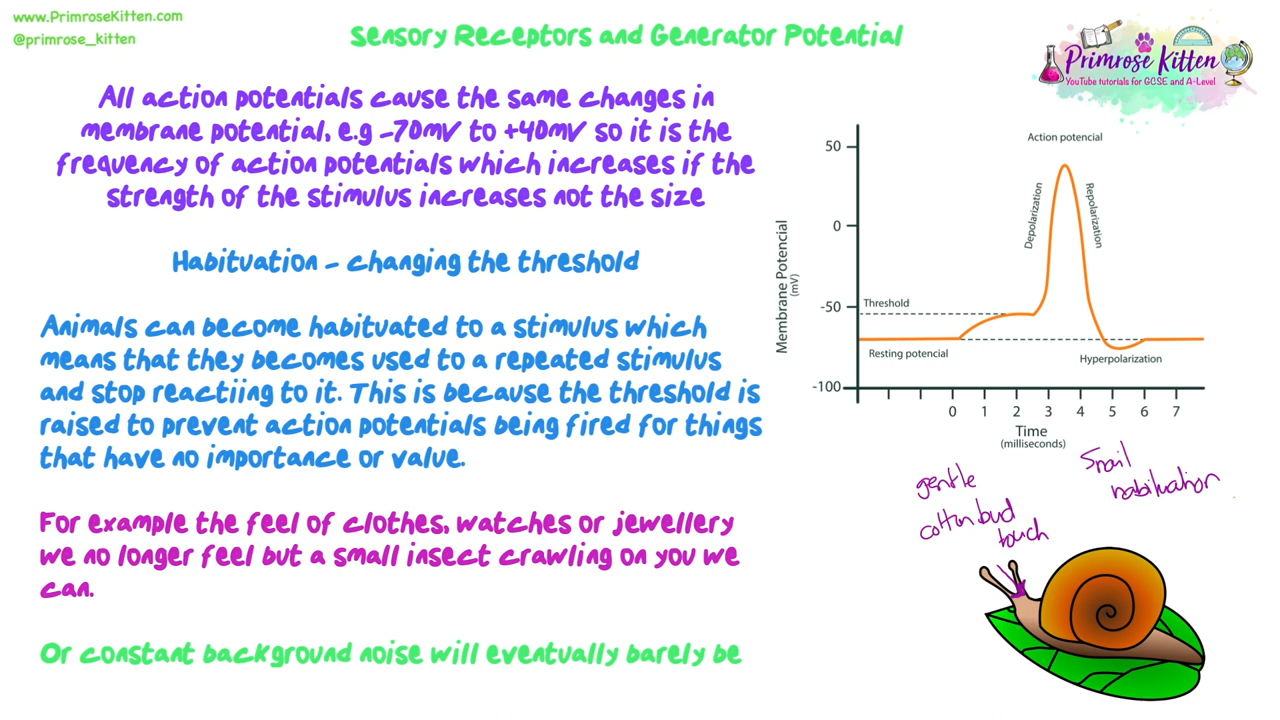 www.PrimroseKitten.com
@primrose_kitten
Sensory Receptors and Generator Potential
Primrose Kitten
YouTube tutorials for GCSE and A-Level
All action potentials cause the same changes in
membrane potential, e.g -70mV to +40mV so it is the
frequency of action potentials which increases if the
strength of the stimulus increases not the size
Habituation - changing the threshold
Animals can become habituated to a stimulus which
means that they becomes used to a repeated stimulus
and stop reactiing to it. This is because the threshold is
raised to prevent action potentials being fired for things
that have no importance or value.
For example the feel of clothes, watches or jewellery
we no longer feel but a small insect crawling on you we
can.
Or constant background noise will eventually barely be
Action potencial
50
0
-50
-100
Membrane Potencial
(mV)
Depolarization
Repolarization
Threshold
Resting potencial
Hyperpolarization
0 1 2 3 4 5 6 7
Time
(milliseconds)
gentle
cotton bud
touch
Snail
habituation